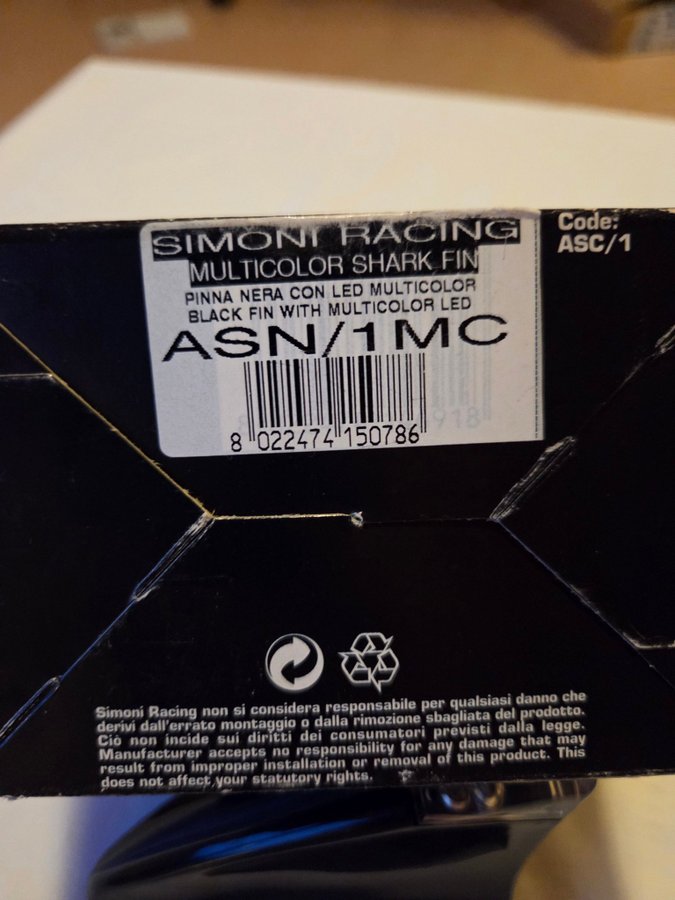 SIMONI RACING
MULTICOLOR SHARK FIN
PINNA NERA CON LED MULTICOLOR
BLACK FIN WITH MULTICOLOR LED
ASN/1MC
8 022474 150786
918
Code:
ASC/1
Simoni Racing non si considera responsabile per qualsiasi danno che
derivi dall'errato montaggio o dalla rimozione sbagliata del prodotto.
Ciò non incide sui diritti dei consumatori previsti dalla legge.
Manufacturer accepts no responsibility for any damage that may
result from improper installation or removal of this product. This
does not affect your statutory rights.